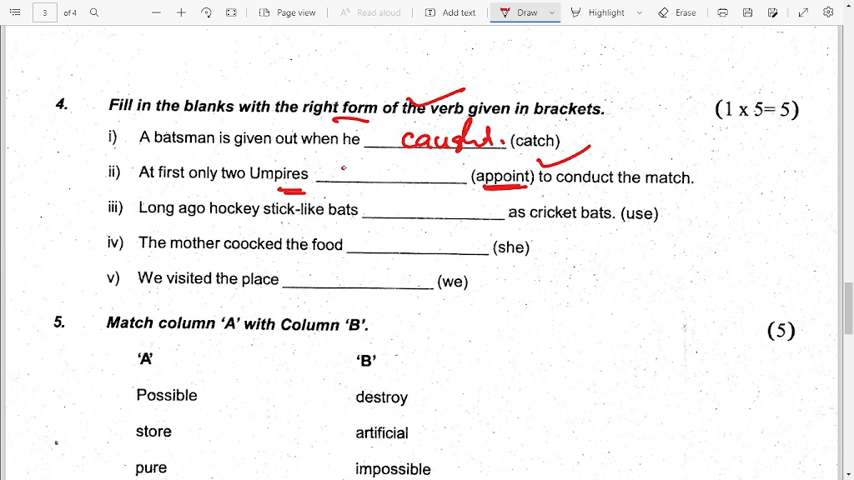 3 of 4 Page view Read aloud Add text Draw Highlight Erase
4. Fill in the blanks with the right form of the verb given in brackets. (1 x 5= 5)
i) A batsman is given out when he caught. (catch)
ii) At first only two Umpires ____________ (appoint) to conduct the match.
iii) Long ago hockey stick-like bats ____________ as cricket bats. (use)
iv) The mother coocked the food ____________ (she)
v) We visited the place ____________ (we)
5. Match column ‘A’ with Column ‘B’. (5)
‘A’ ‘B’
Possible destroy
store artificial
pure impossible